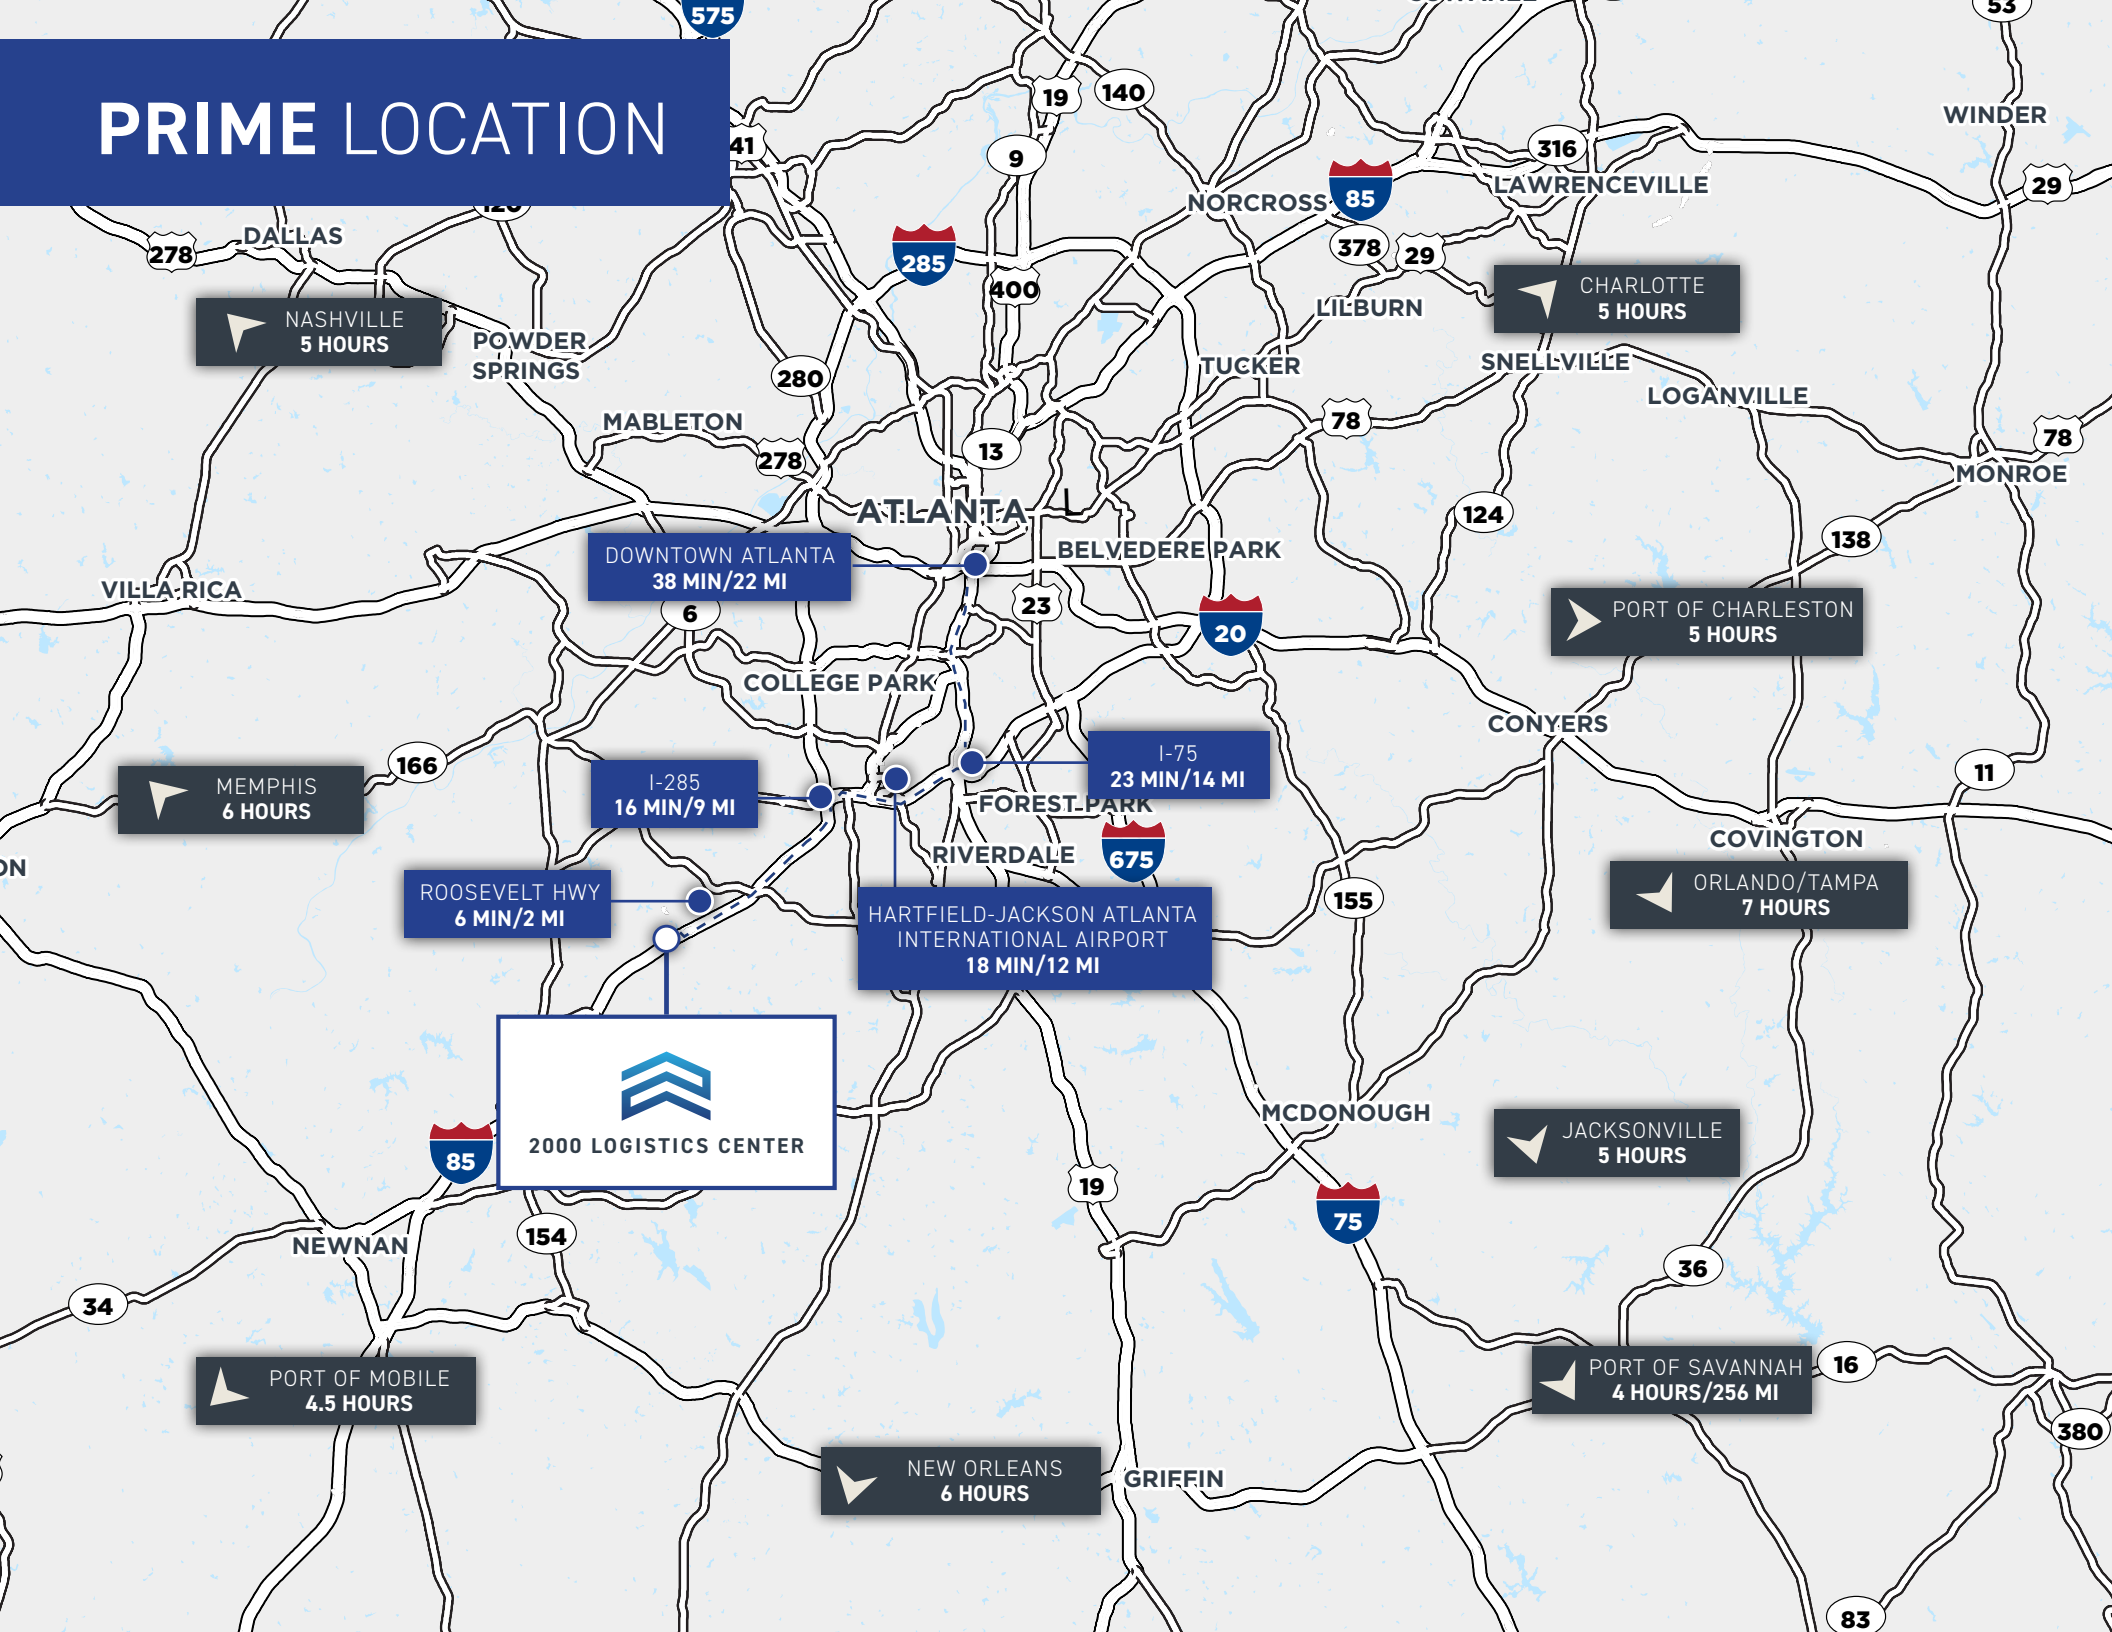 575
53
PRIME LOCATION
19
140
WINDER
41
9
316
LAWRENCEVILLE
29
NORCROSS
85
278
DALLAS
285
378
29
400
CHARLOTTE
5 HOURS
NASHVILLE
5 HOURS
LILBURN
POWDER
SPRINGS
280
TUCKER
SNELLVILLE
LOGANVILLE
MABLETON
78
278
13
78
MONROE
ATLANTA
L
124
138
DOWNTOWN ATLANTA
38 MIN/22 MI
BELVEDERE PARK
VILLA RICA
6
23
20
PORT OF CHARLESTON
5 HOURS
COLLEGE PARK
CONYERS
166
I-75
23 MIN/14 MI
11
MEMPHIS
6 HOURS
I-285
16 MIN/9 MI
FOREST PARK
COVINGTON
ON
RIVERDALE
675
ROOSEVELT HWY
6 MIN/2 MI
155
ORLANDO/TAMPA
7 HOURS
HARTFIELD-JACKSON ATLANTA
INTERNATIONAL AIRPORT
18 MIN/12 MI
2000 LOGISTICS CENTER
MCDONOUGH
JACKSONVILLE
5 HOURS
85
19
75
NEWNAN
154
36
34
PORT OF MOBILE
4.5 HOURS
PORT OF SAVANNAH
4 HOURS/256 MI
16
380
NEW ORLEANS
6 HOURS
GRIFFIN
83